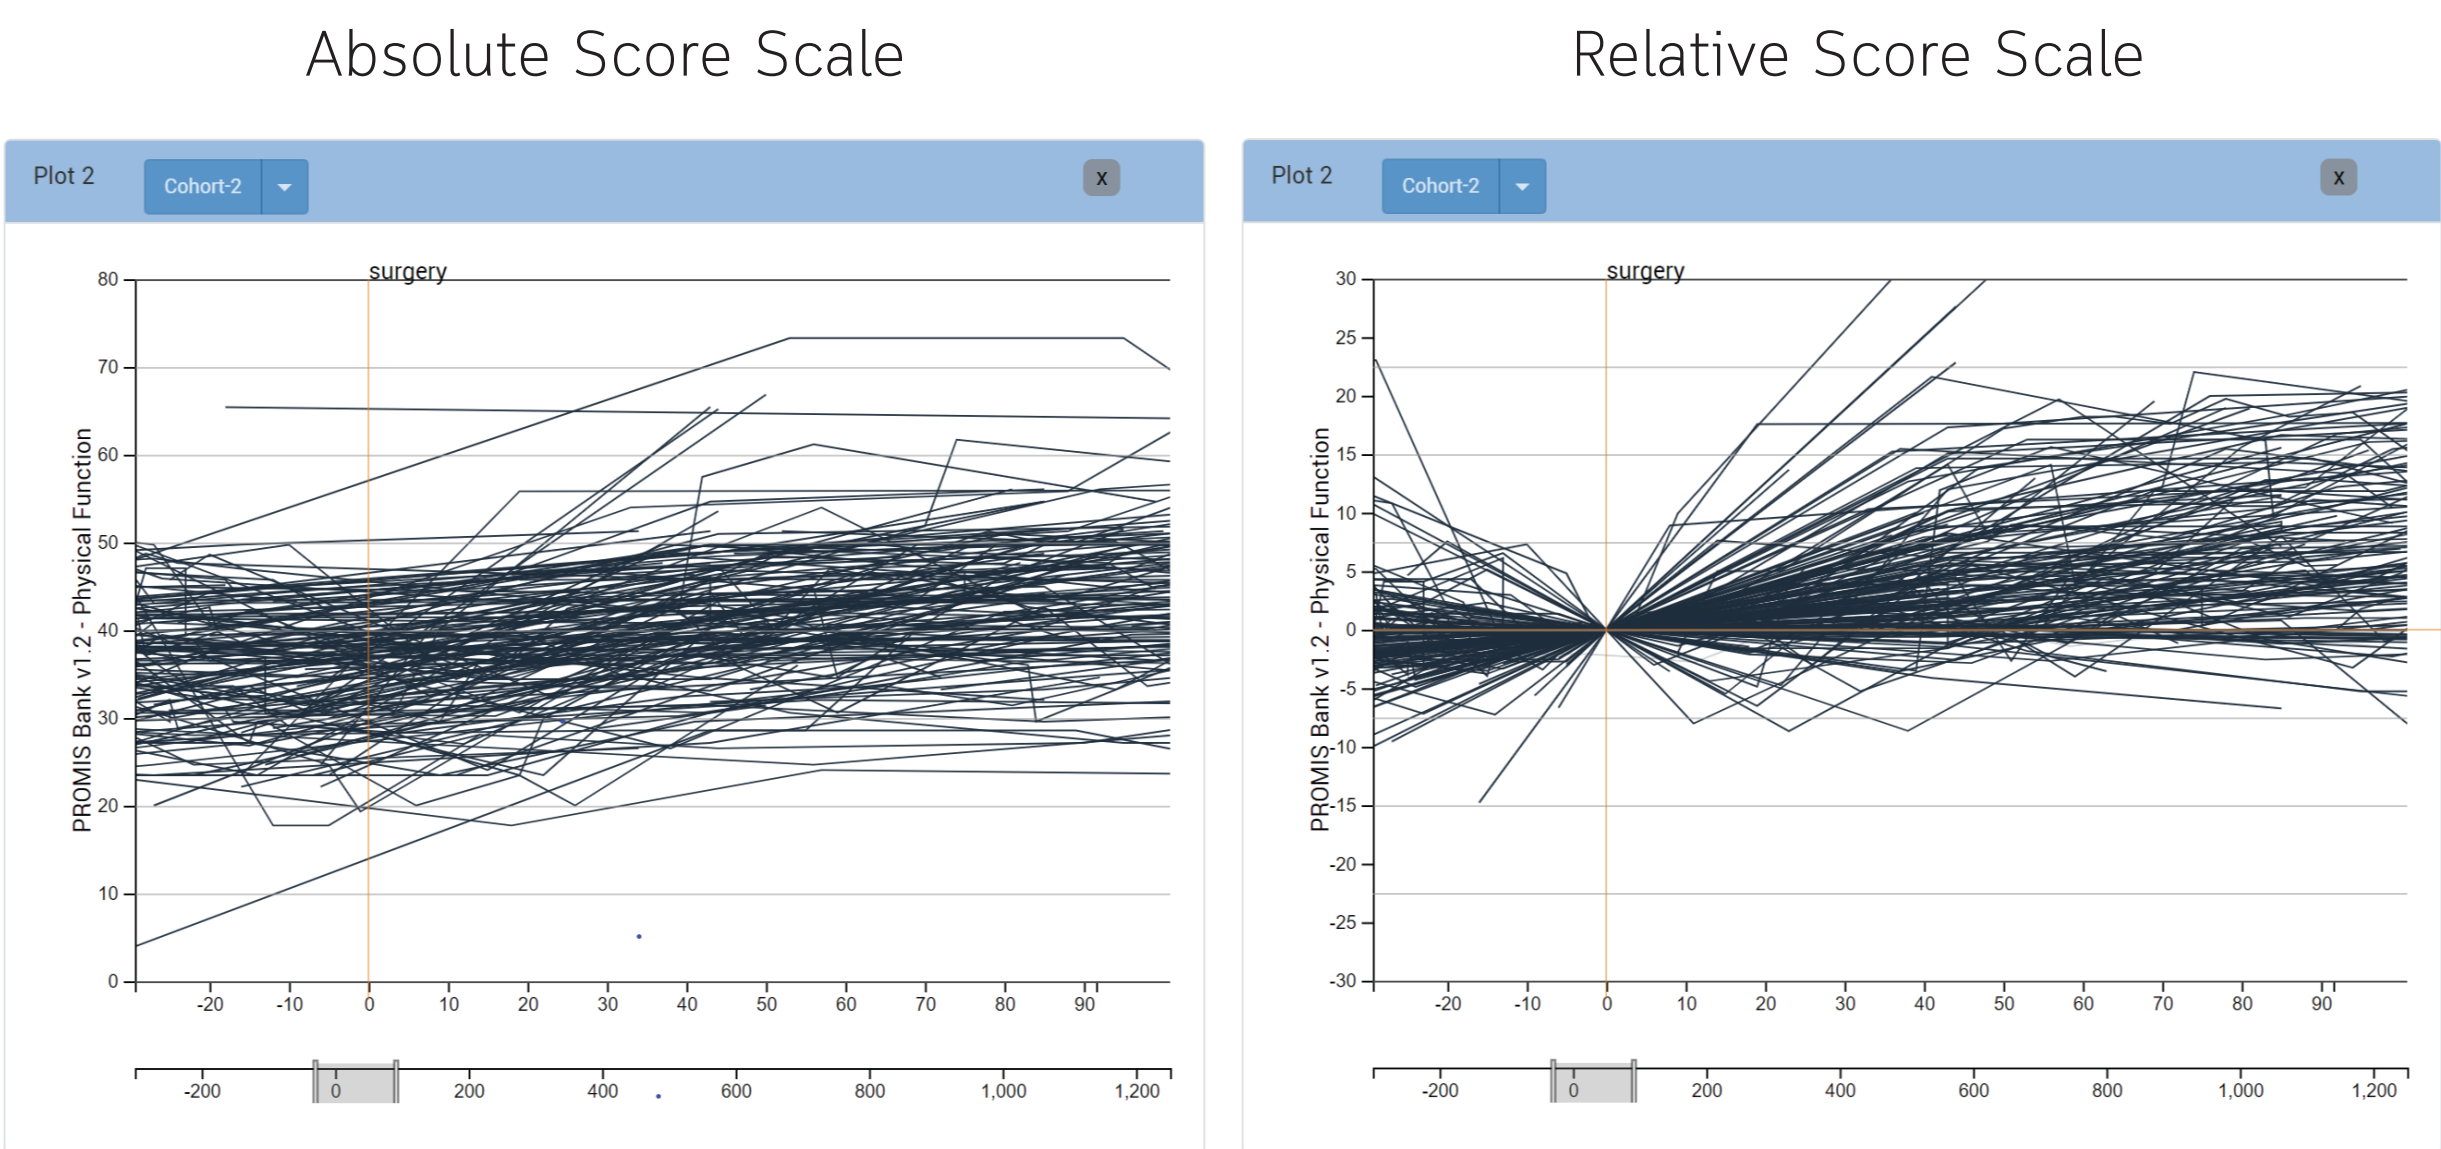 Absolute Score Scale
Relative Score Scale
Plot 2
Cohort-2
x
surgery
PROMIS Bank v1.2 - Physical Function
80
70
60
50
40
30
20
10
0
-20 -10 0 10 20 30 40 50 60 70 80 90
-200 0 200 400 600 800 1,000 1,200
Plot 2
Cohort-2
x
surgery
PROMIS Bank v1.2 - Physical Function
30
25
20
15
10
5
0
-5
-10
-15
-20
-25
-30
-20 -10 0 10 20 30 40 50 60 70 80 90
-200 0 200 400 600 800 1,000 1,200